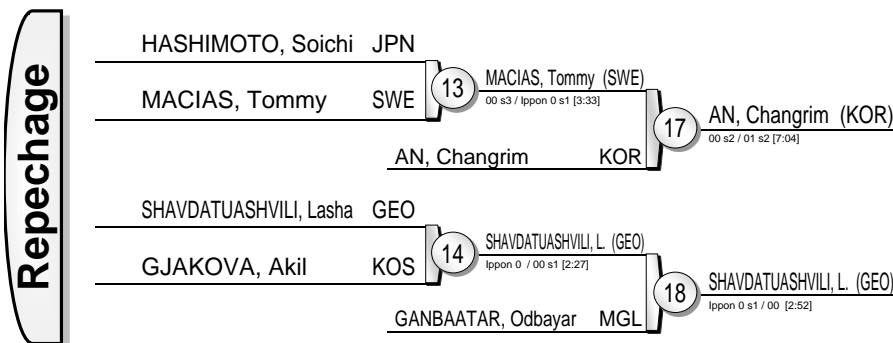 Repechage
HASHIMOTO, Soichi JPN
MACIAS, Tommy SWE
13
MACIAS, Tommy (SWE)
00 s3 / Ippon 0 s1 [3:33]
AN, Changrim KOR
17
AN, Changrim (KOR)
00 s2 / 01 s2 [7:04]
SHAVDATUASHVILI, Lasha GEO
GJAKOVA, Akil KOS
14
SHAVDATUASHVILI, L. (GEO)
Ippon 0 / 00 s1 [2:27]
GANBAATAR, Odbayar MGL
18
SHAVDATUASHVILI, L. (GEO)
Ippon 0 s1 / 00 [2:52]